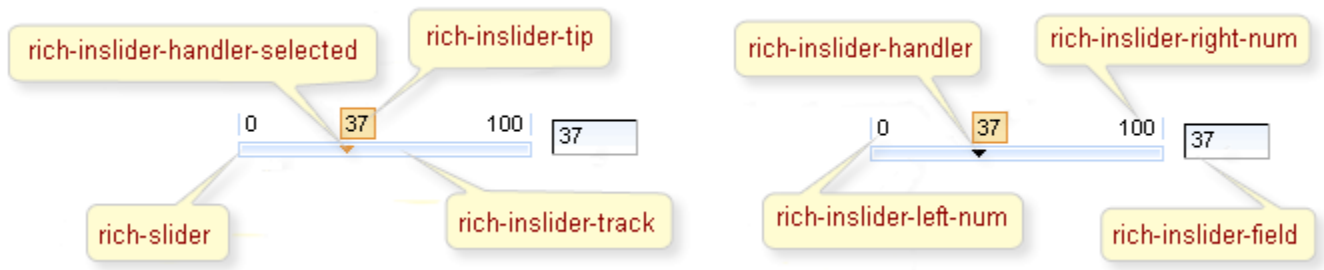 rich-inslider-handler-selected
rich-inslider-tip
0 37 100
37
rich-slider
rich-inslider-track
rich-inslider-handler
rich-inslider-right-num
0 37 100
37
rich-inslider-left-num
rich-inslider-field